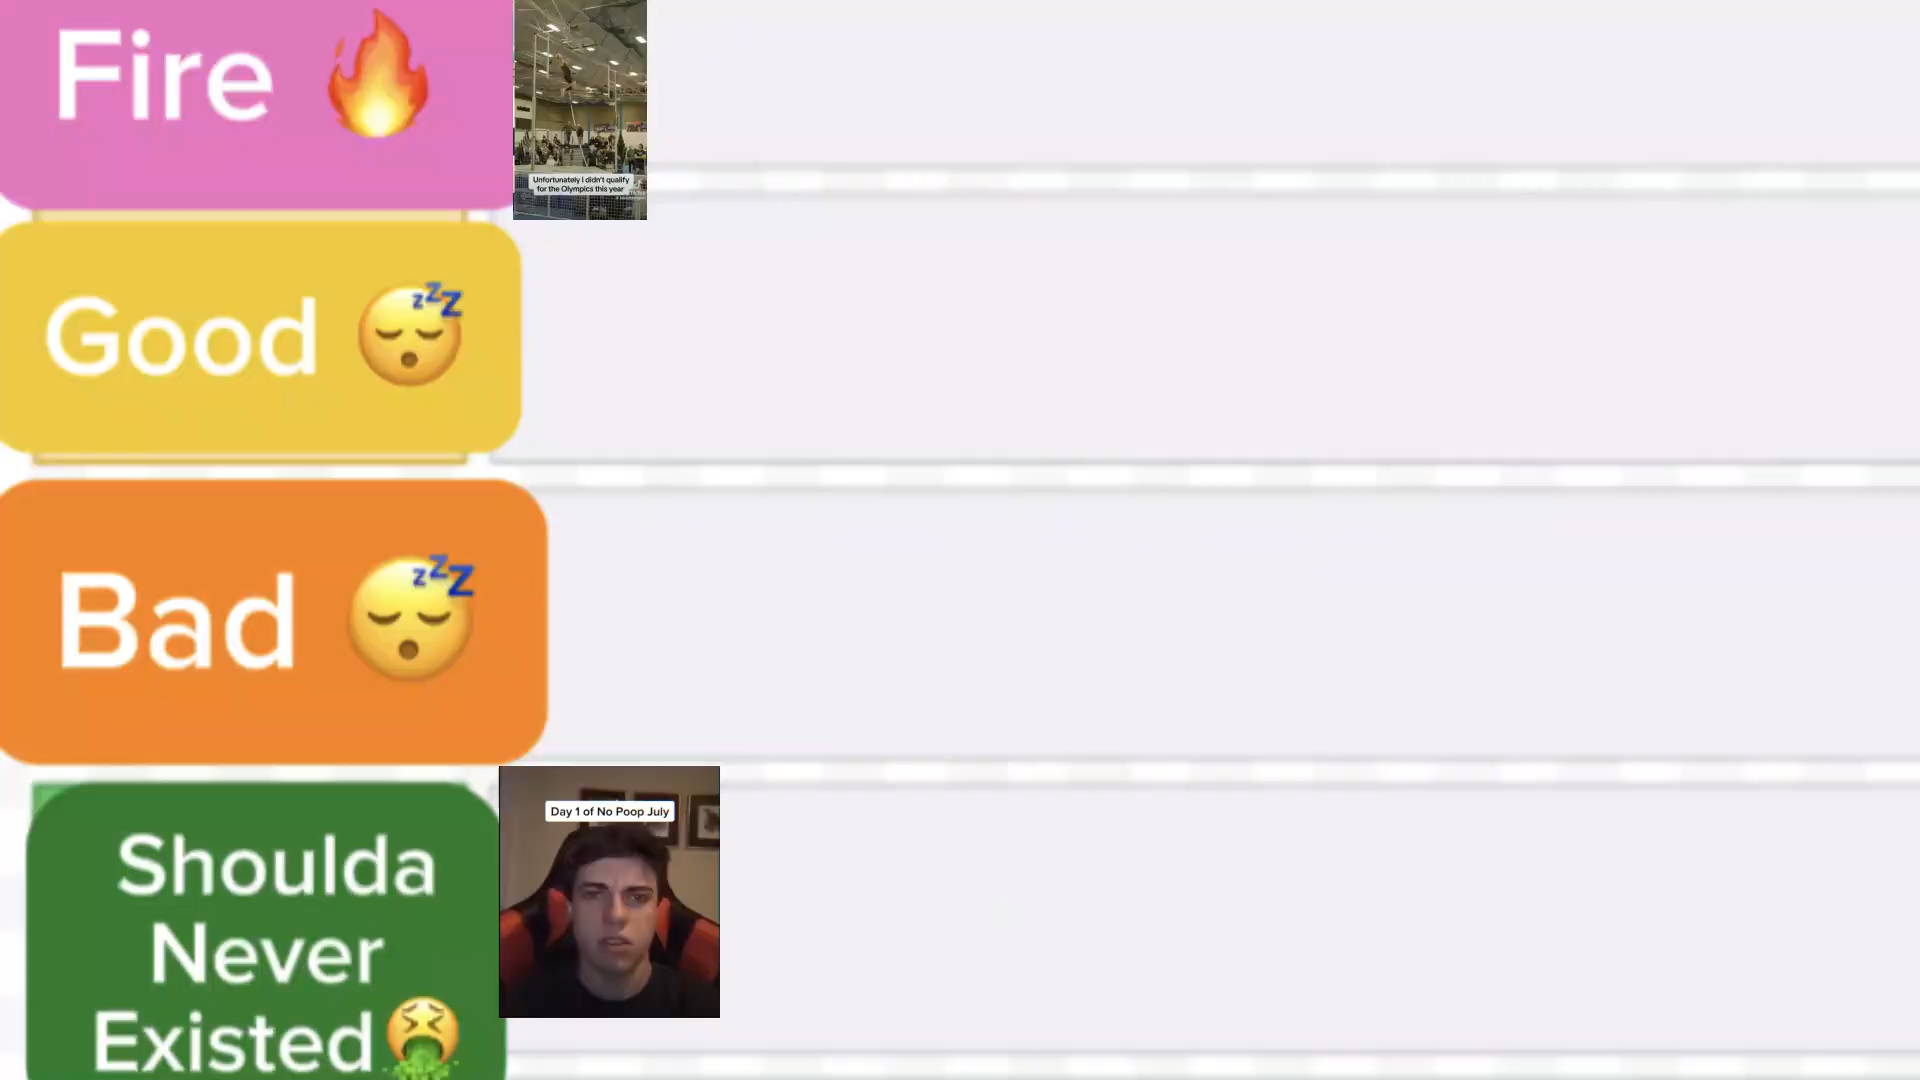 Fire
Unfortunately I didn't qualify
for the Olympics this year
Good
Bad
Day 1 of No Poop July
Shoulda
Never
Existed